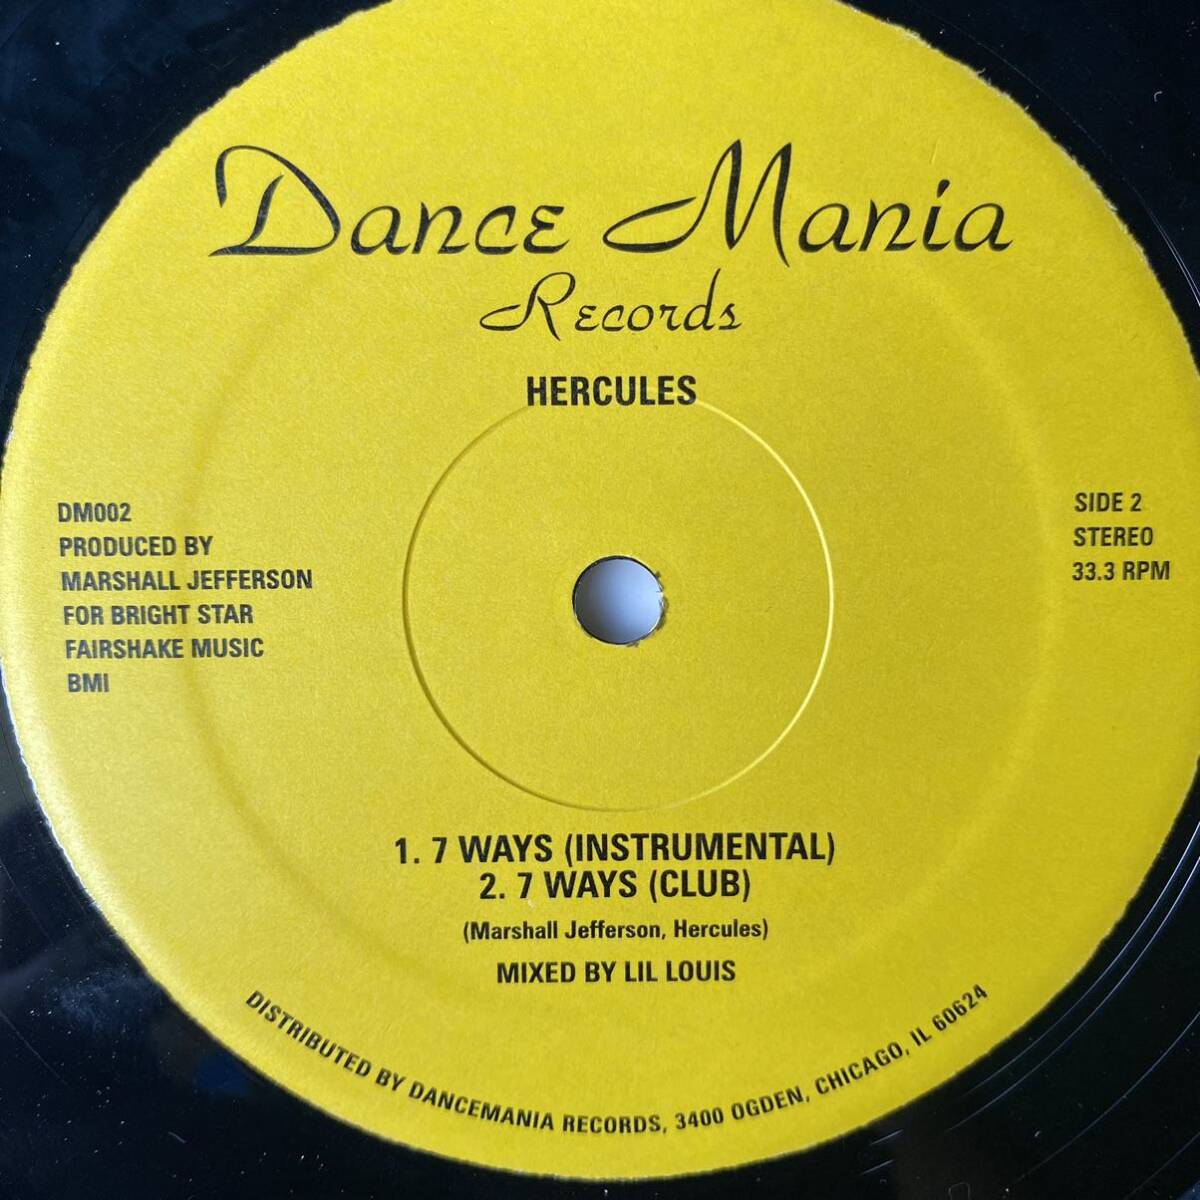 Dance Mania
Records
HERCULES
DM002
PRODUCED BY
MARSHALL JEFFERSON
FOR BRIGHT STAR
FAIRSHAKE MUSIC
BMI
SIDE 2
STEREO
33.3 RPM
1. 7 WAYS (INSTRUMENTAL)
2. 7 WAYS (CLUB)
(Marshall Jefferson, Hercules)
MIXED BY LIL LOUIS
DISTRIBUTED BY DANCEMANIA RECORDS, 3400 OGDEN, CHICAGO, IL 60624